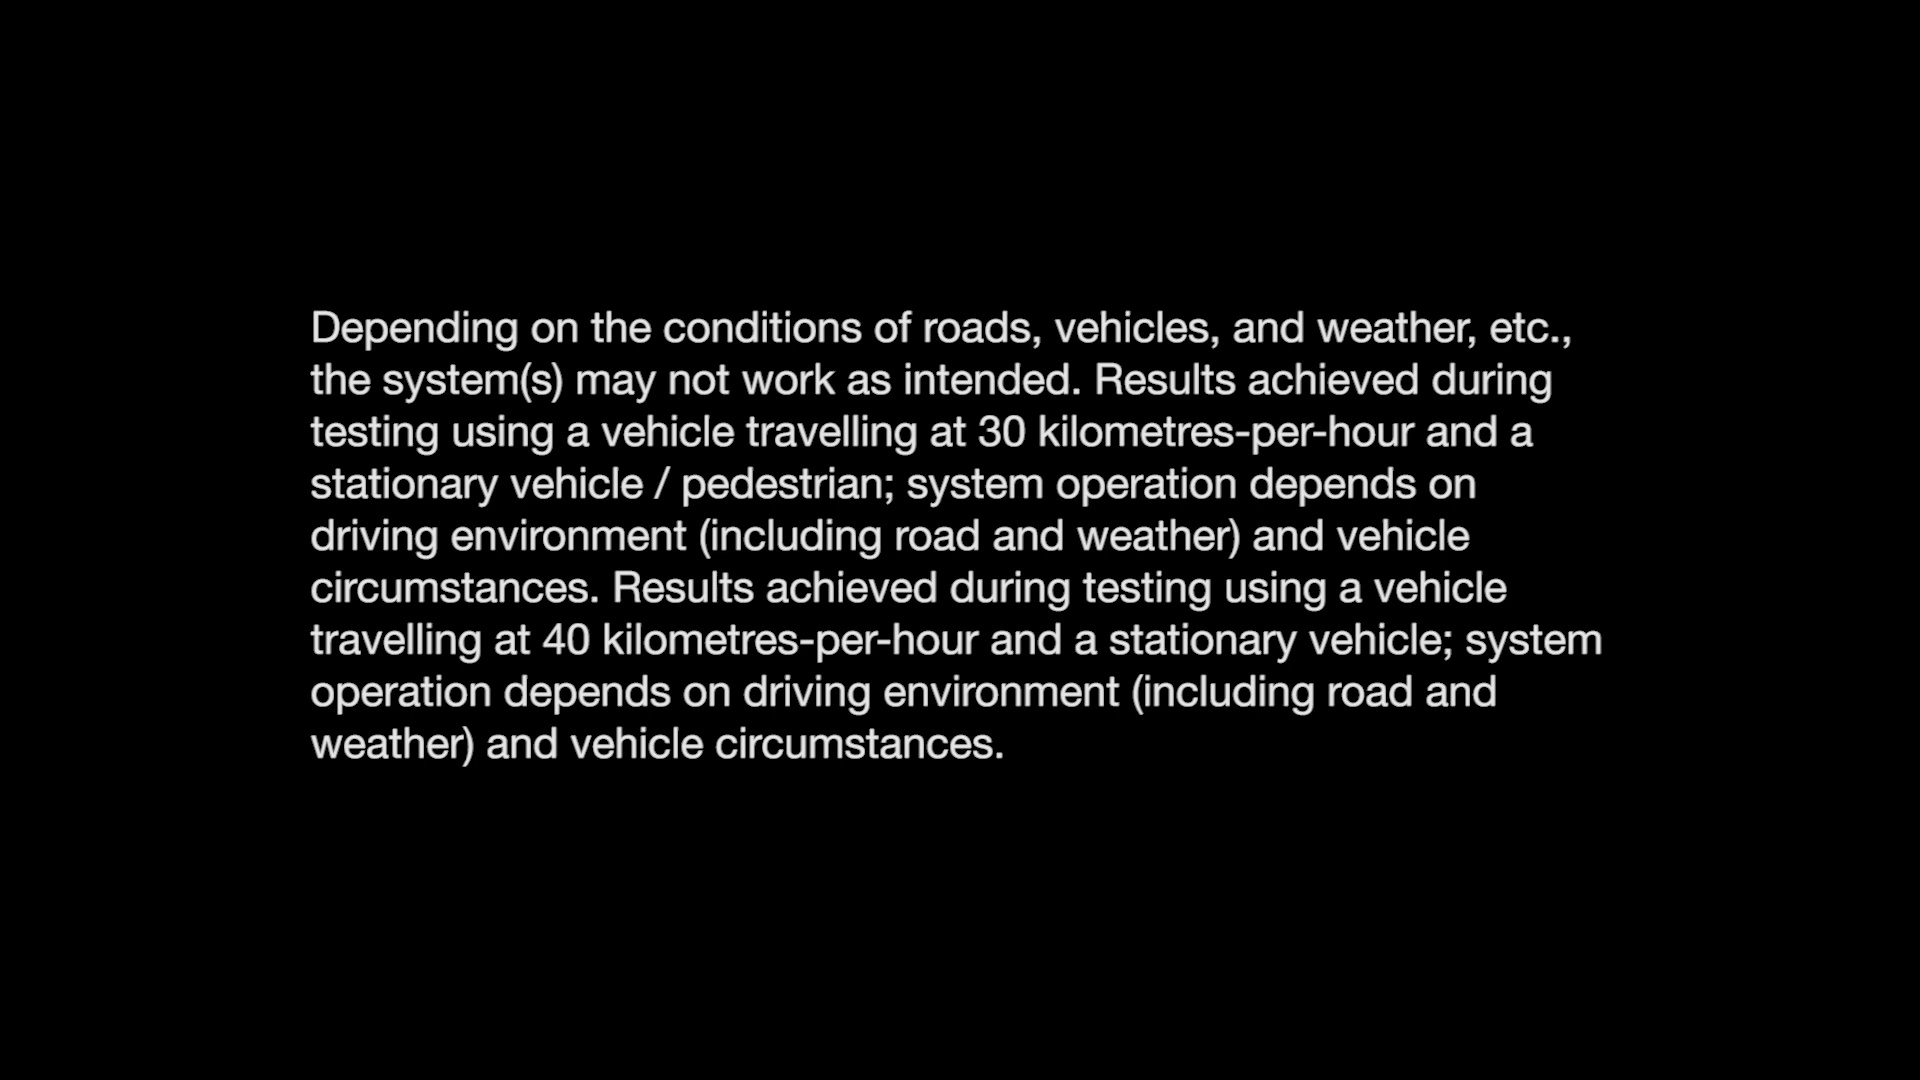 Depending on the conditions of roads, vehicles, and weather, etc.,
the system(s) may not work as intended. Results achieved during
testing using a vehicle travelling at 30 kilometres-per-hour and a
stationary vehicle / pedestrian; system operation depends on
driving environment (including road and weather) and vehicle
circumstances. Results achieved during testing using a vehicle
travelling at 40 kilometres-per-hour and a stationary vehicle; system
operation depends on driving environment (including road and
weather) and vehicle circumstances.